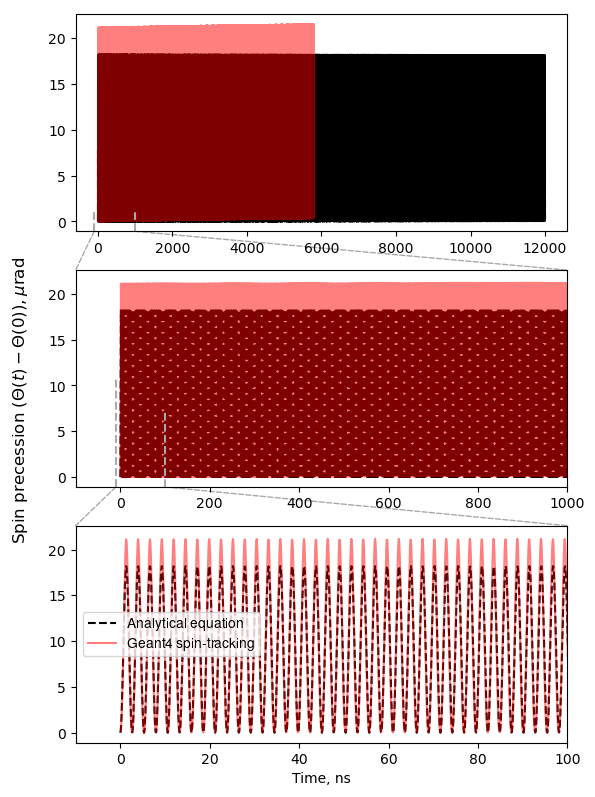 20
15
10
5
0
0 2000 4000 6000 8000 10000 12000
20
15
10
5
0
0 200 400 600 800 1000
Spin precession (Θ(t) − Θ(0)), μrad
20
15
10
5
0
Analytical equation
Geant4 spin-tracking
0 20 40 60 80 100
Time, ns